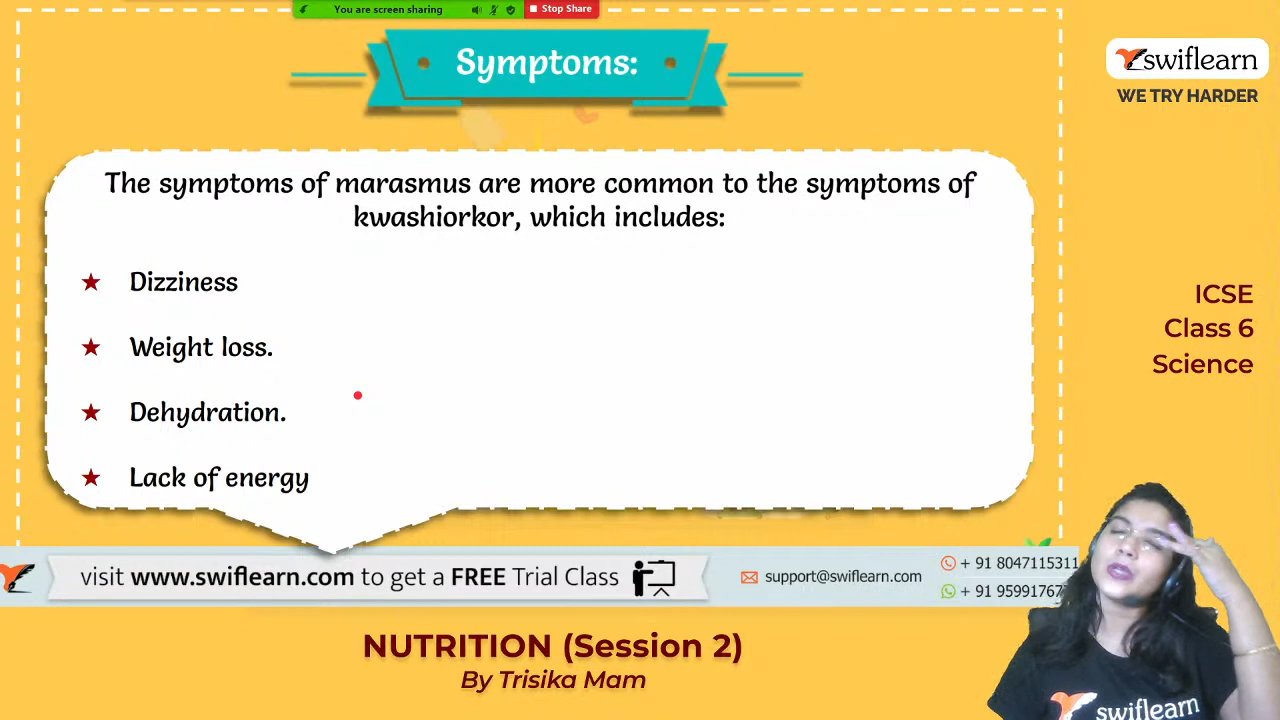 You are screen sharing
Stop Share
Symptoms:
swiflearn
WE TRY HARDER
The symptoms of marasmus are more common to the symptoms of
kwashiorkor, which includes:
★ Dizziness
★ Weight loss.
★ Dehydration.
★ Lack of energy
ICSE
Class 6
Science
visit www.swiflearn.com to get a FREE Trial Class
support@swiflearn.com
+ 91 8047115311
+ 91 9599176
NUTRITION (Session 2)
By Trisika Mam
swiflearn